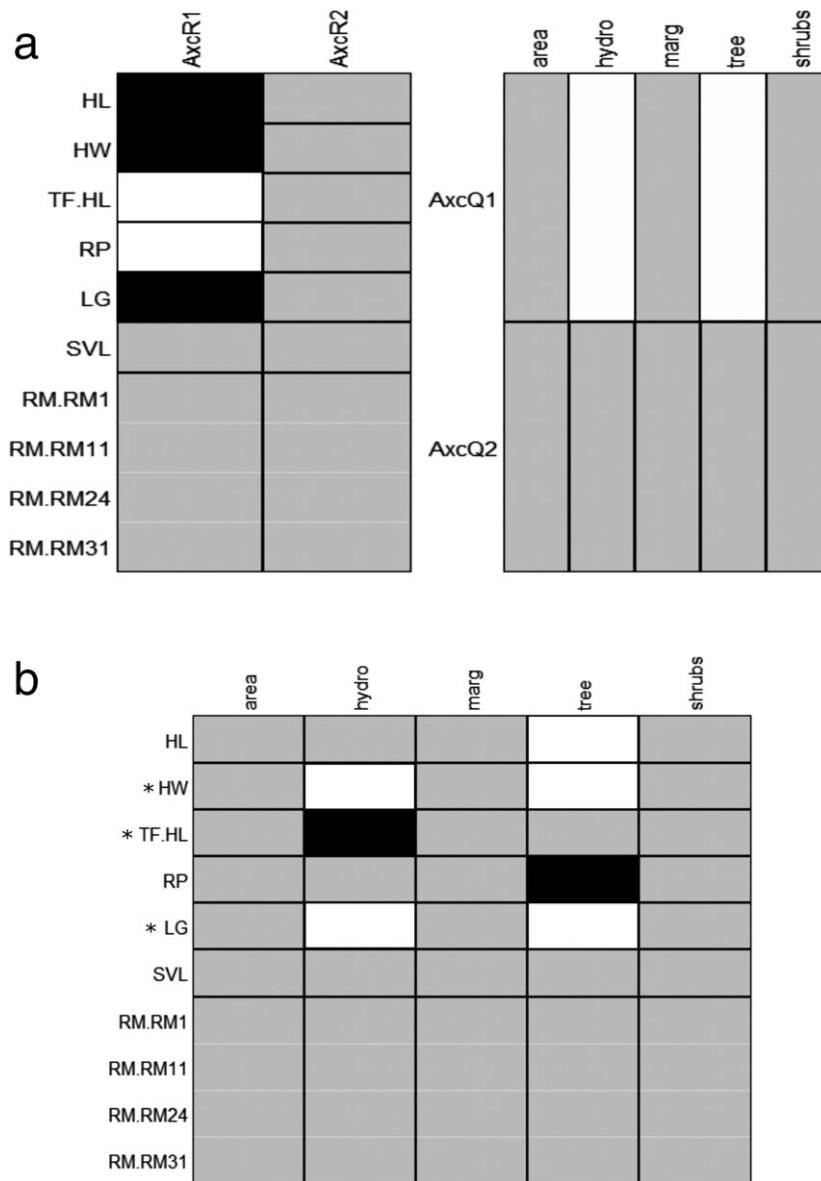 a
AxcR1 AxcR2
HL
HW
TF.HL
RP
LG
SVL
RM.RM1
RM.RM11
RM.RM24
RM.RM31
area hydro marg tree shrubs
AxcQ1
AxcQ2
b
area hydro marg tree shrubs
HL
* HW
* TF.HL
RP
* LG
SVL
RM.RM1
RM.RM11
RM.RM24
RM.RM31